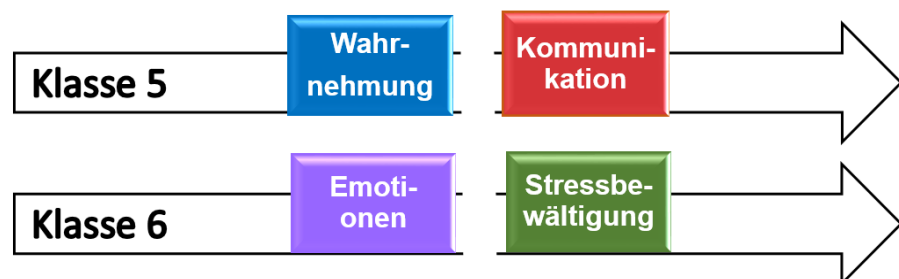 Klasse 5
Wahr-
nehmung
Kommuni-
kation
Klasse 6
Emoti-
onen
Stressbe-
wältigung